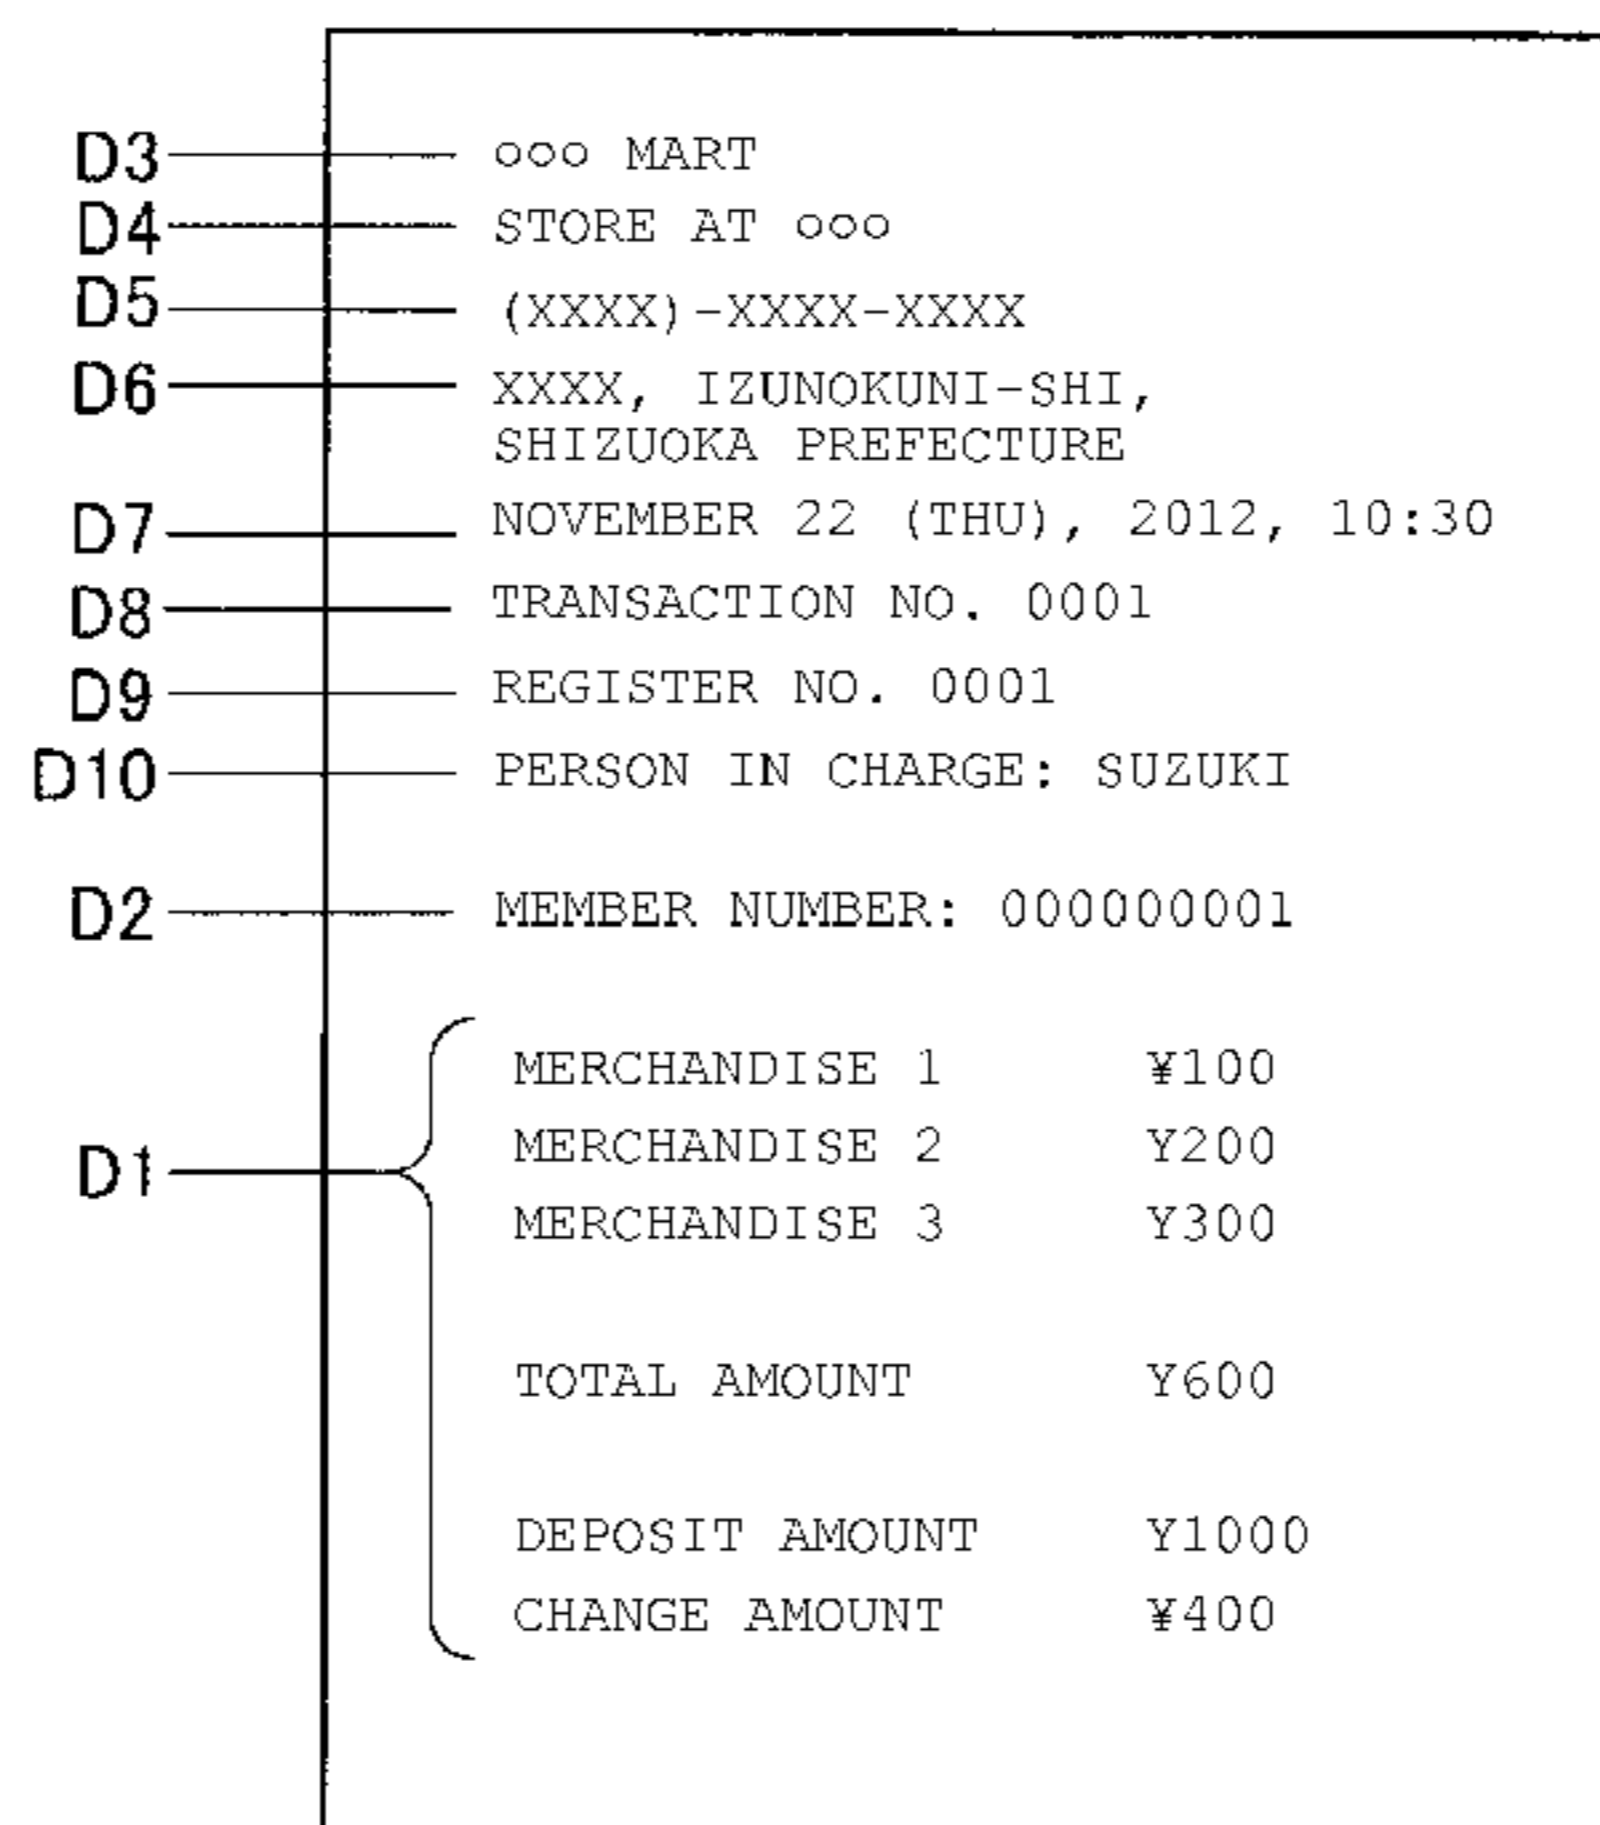 D3 ○○○ MART
D4 STORE AT ○○○
D5 (XXXX)-XXXX-XXXX
D6 XXXX, IZUNOKUNI-SHI,
SHIZUOKA PREFECTURE
D7 NOVEMBER 22 (THU), 2012, 10:30
D8 TRANSACTION NO. 0001
D9 REGISTER NO. 0001
D10 PERSON IN CHARGE: SUZUKI
D2 MEMBER NUMBER: 000000001
MERCHANDISE 1 ¥100
MERCHANDISE 2 Y200
D1
MERCHANDISE 3 Y300
TOTAL AMOUNT Y600
DEPOSIT AMOUNT Y1000
CHANGE AMOUNT ¥400